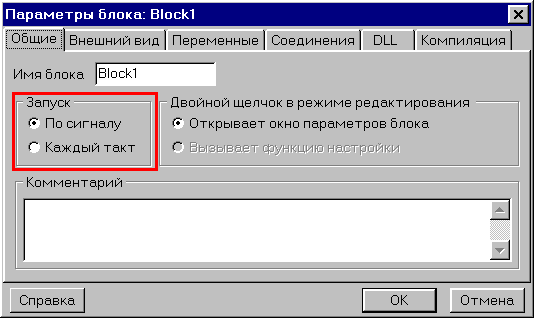 Параметры блока: Block1
Общие Внешний вид Переменные Соединения DLL Компиляция
Имя блока Block1
Запуск Двойной щелчок в режиме редактирования
По сигналу Открывает окно параметров блока
Каждый такт Вызывает функцию настройки
Комментарий
Справка OK Отмена